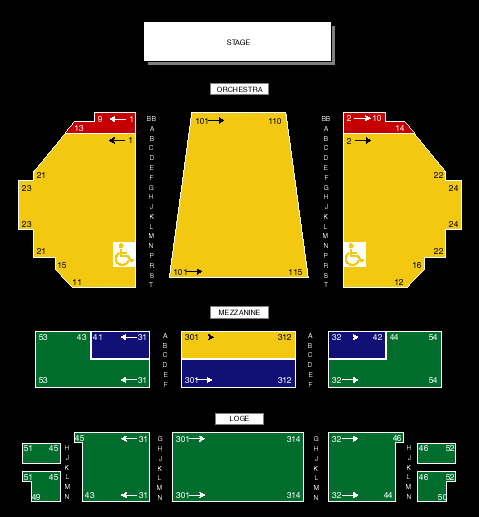 STAGE
ORCHESTRA
9 1 BB 101 110 BB 2 10
13 A A 14
1 B B 2
C C
D D
E E
21 F F 22
23 G G 24
H H
J J
K K
23 L L 24
M M
21 N N 22
P P
15 R 101 115 R 16
11 S S 12
T T
MEZZANINE
53 43 41 31 A 301 312 A 32 42 44 54
B B
C C
D D
E E
53 31 F 301 312 F 32 54
LOGE
45 31 G 301 314 G 32 46
51 45 H H 46 52
J J
K K
51 45 L L 46 52
M M
49 43 31 N 301 314 N 32 44 50